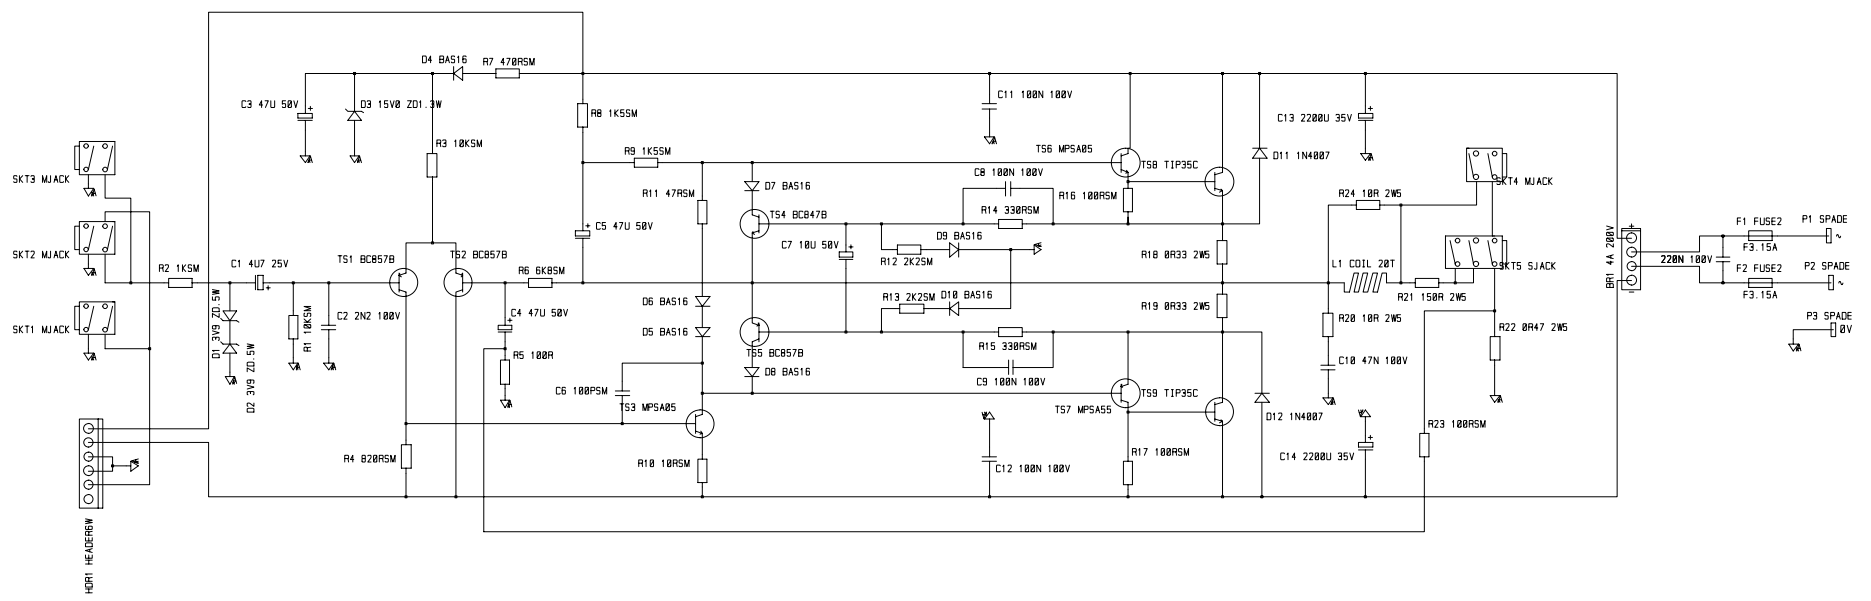 D4 BAS16
R7 470RSM
C3 47U 50V
D3 15V0 ZD1.3W
R8 1K5SM
C11 100N 100V
C13 2200U 35V
R3 10KSM
SKT3 MJACK
R9 1K5SM
TS6 MPSA05
TS8 TIP35C
D11 1N4007
SKT4 MJACK
D7 BAS16
C8 100N 100V
R11 47RSM
R16 100RSM
R24 10R 2W5
TS4 BC847B
R14 330RSM
C5 47U 50V
C7 10U 50V
D9 BAS16
R12 2K2SM
F1 FUSE2
P1 SPADE
F3.15A
SKT2 MJACK
TS1 BC857B
TS2 BC857B
R18 0R33 2W5
L1 COIL 20T
SKT5 SJACK
BR1 4A 200V
220N 100V
F2 FUSE2
P2 SPADE
F3.15A
R2 1KSM
C1 4U7 25V
R6 6K8SM
R13 2K2SM
D10 BAS16
R21 150R 2W5
D6 BAS16
R19 0R33 2W5
C4 47U 50V
C2 2N2 100V
R20 10R 2W5
P3 SPADE
0V
SKT1 MJACK
D1 3V9 ZD.5W
R1 10KSM
D5 BAS16
R22 0R47 2W5
R15 330RSM
TS5 BC857B
R5 100R
C10 47N 100V
D2 3V9 ZD.5W
D8 BAS16
C9 100N 100V
C6 100PSM
TS9 TIP35C
TS3 MPSA05
TS7 MPSA55
D12 1N4007
R23 100RSM
R4 820RSM
R10 10RSM
C12 100N 100V
R17 100RSM
C14 2200U 35V
HDR1 HEADER6W